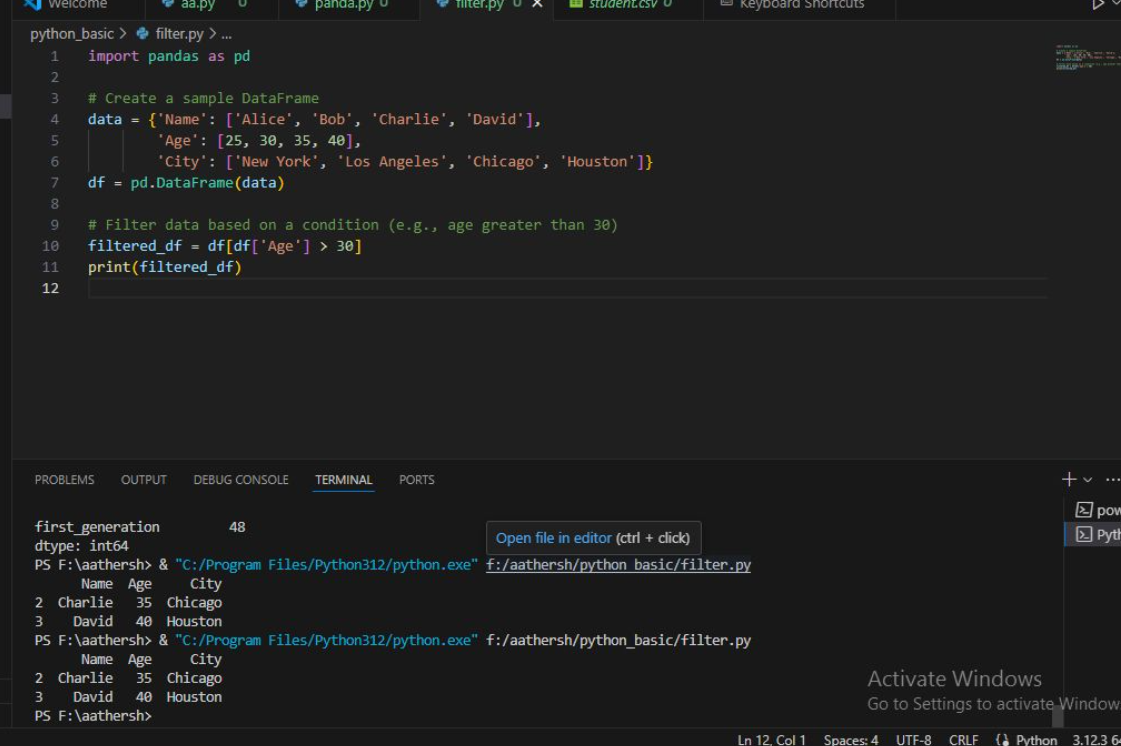 Welcome
aa.py U
panda.py U
filter.py U
student.csv U
Keyboard Shortcuts
python_basic > filter.py > ...
1 import pandas as pd
2
3 # Create a sample DataFrame
4 data = {'Name': ['Alice', 'Bob', 'Charlie', 'David'],
5 'Age': [25, 30, 35, 40],
6 'City': ['New York', 'Los Angeles', 'Chicago', 'Houston']}
7 df = pd.DataFrame(data)
8
9 # Filter data based on a condition (e.g., age greater than 30)
10 filtered_df = df[df['Age'] > 30]
11 print(filtered_df)
12
PROBLEMS OUTPUT DEBUG CONSOLE TERMINAL PORTS
first_generation 48
Open file in editor (ctrl + click)
dtype: int64
PS F:\aathersh> & "C:/Program Files/Python312/python.exe" f:/aathersh/python_basic/filter.py
Name Age City
2 Charlie 35 Chicago
3 David 40 Houston
PS F:\aathersh> & "C:/Program Files/Python312/python.exe" f:/aathersh/python_basic/filter.py
Name Age City
2 Charlie 35 Chicago
3 David 40 Houston
PS F:\aathersh>
pow
Pyth
Activate Windows
Go to Settings to activate Window
Ln 12, Col 1 Spaces: 4 UTF-8 CRLF Python 3.12.3 6